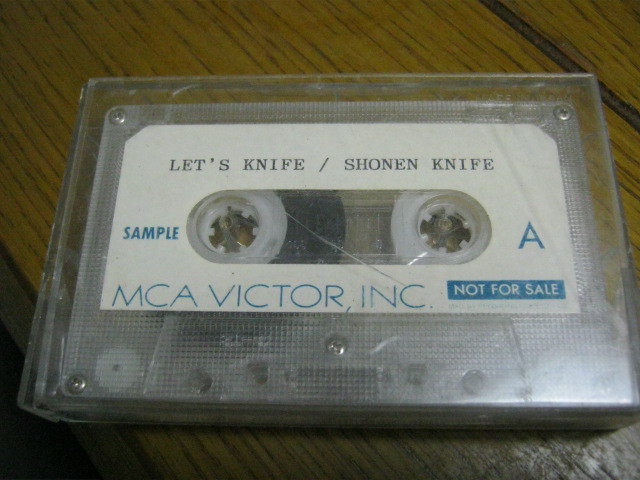 LET'S KNIFE / SHONEN KNIFE
SAMPLE
A
MCA VICTOR, INC.
NOT FOR SALE